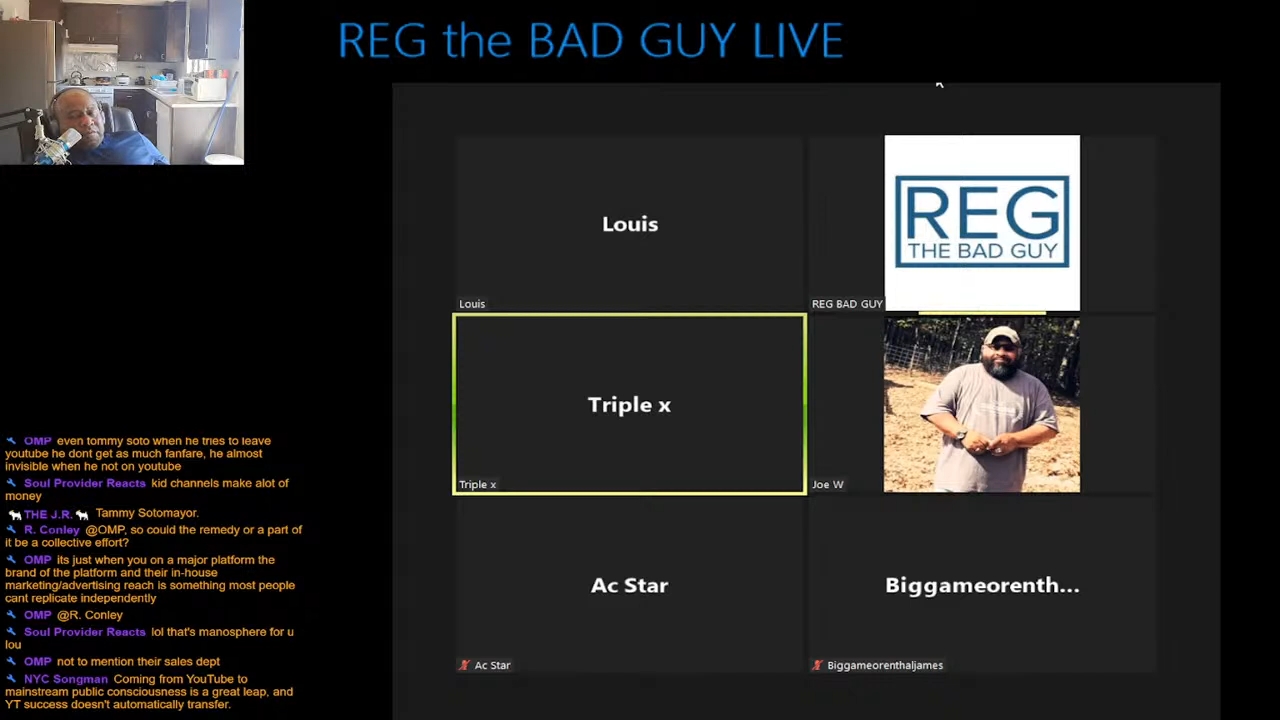 REG the BAD GUY LIVE
Louis
Louis
REG
THE BAD GUY
REG BAD GUY
Triple x
Triple x
Joe W
Ac Star
Ac Star
Biggameorenth...
Biggameorenthaljames
OMP even tommy soto when he tries to leave
youtube he dont get as much fanfare, he almost
invisible when he not on youtube
Soul Provider Reacts kid channels make alot of
money
THE J.R. Tammy Sotomayor.
R. Conley @OMP, so could the remedy or a part of
it be a collective effort?
OMP its just when you on a major platform the
brand of the platform and their in-house
marketing/advertising reach is something most people
cant replicate independently
OMP @R. Conley
Soul Provider Reacts lol that's manosphere for u
lou
OMP not to mention their sales dept
NYC Songman Coming from YouTube to
mainstream public consciousness is a great leap, and
YT success doesn't automatically transfer.